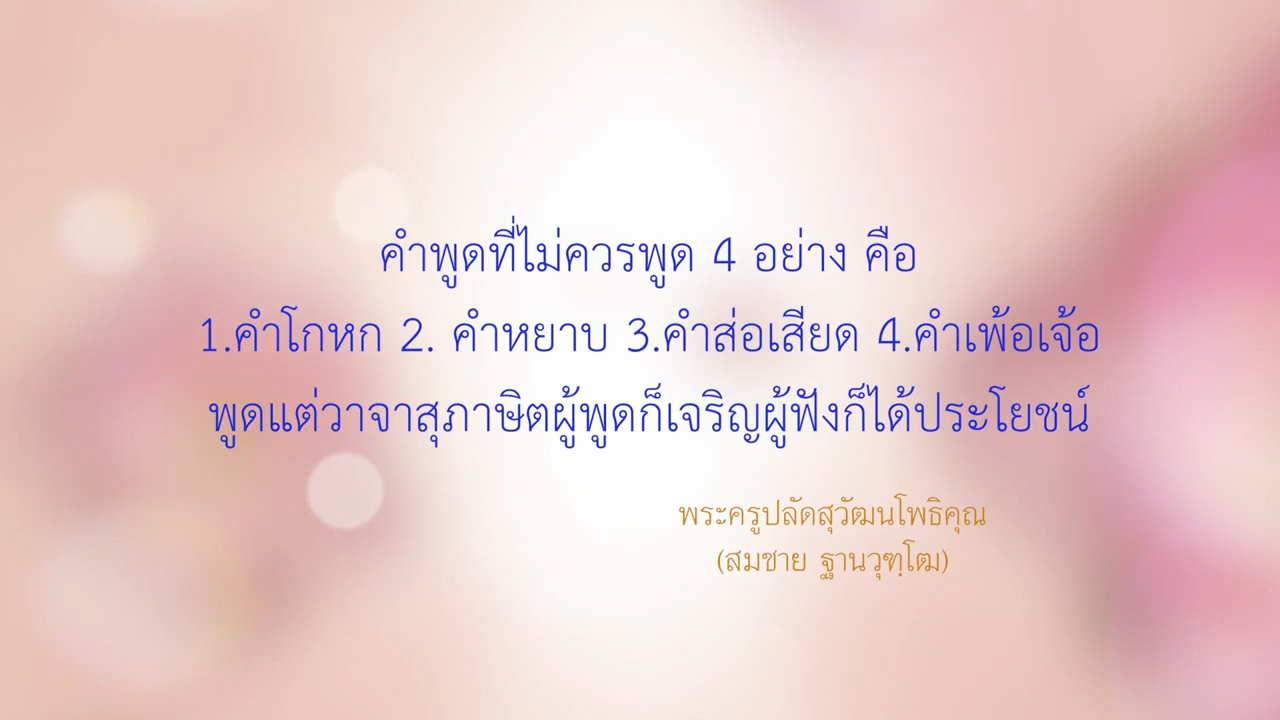 คำพูดที่ไม่ควรพูด 4 อย่าง คือ
1.คำโกหก 2. คำหยาบ 3.คำส่อเสียด 4.คำเพ้อเจ้อ
พูดแต่วาจาสุภาษิตผู้พูดก็เจริญผู้ฟังก็ได้ประโยชน์
พระครูปลัดสุวัฒนโพธิคุณ
(สมชาย ฐานวุฑฺโฒ)